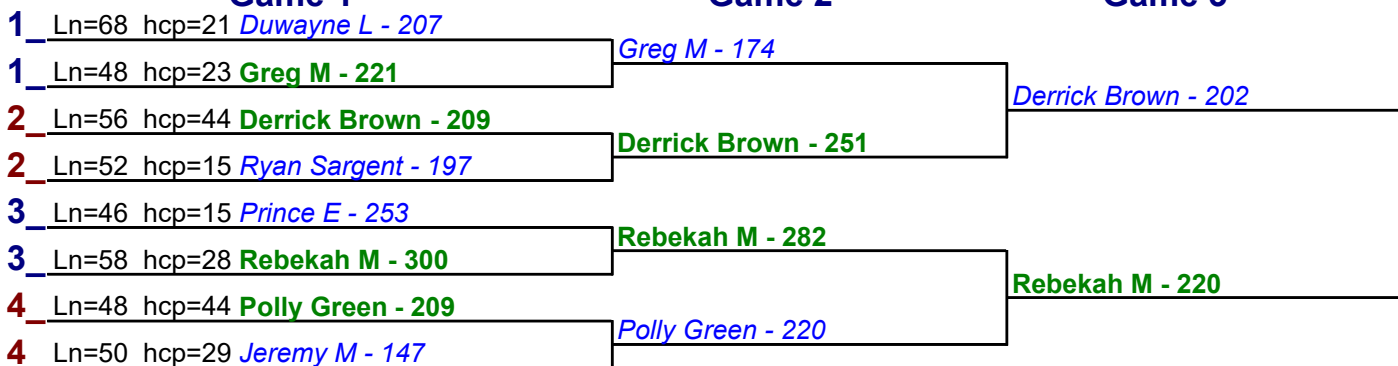 1_ Ln=68 hcp=21 Duwayne L - 207
1_ Ln=48 hcp=23 Greg M - 221
2_ Ln=56 hcp=44 Derrick Brown - 209
2_ Ln=52 hcp=15 Ryan Sargent - 197
3_ Ln=46 hcp=15 Prince E - 253
3_ Ln=58 hcp=28 Rebekah M - 300
4_ Ln=48 hcp=44 Polly Green - 209
4 Ln=50 hcp=29 Jeremy M - 147
Greg M - 174
Derrick Brown - 251
Rebekah M - 282
Polly Green - 220
Derrick Brown - 202
Rebekah M - 220